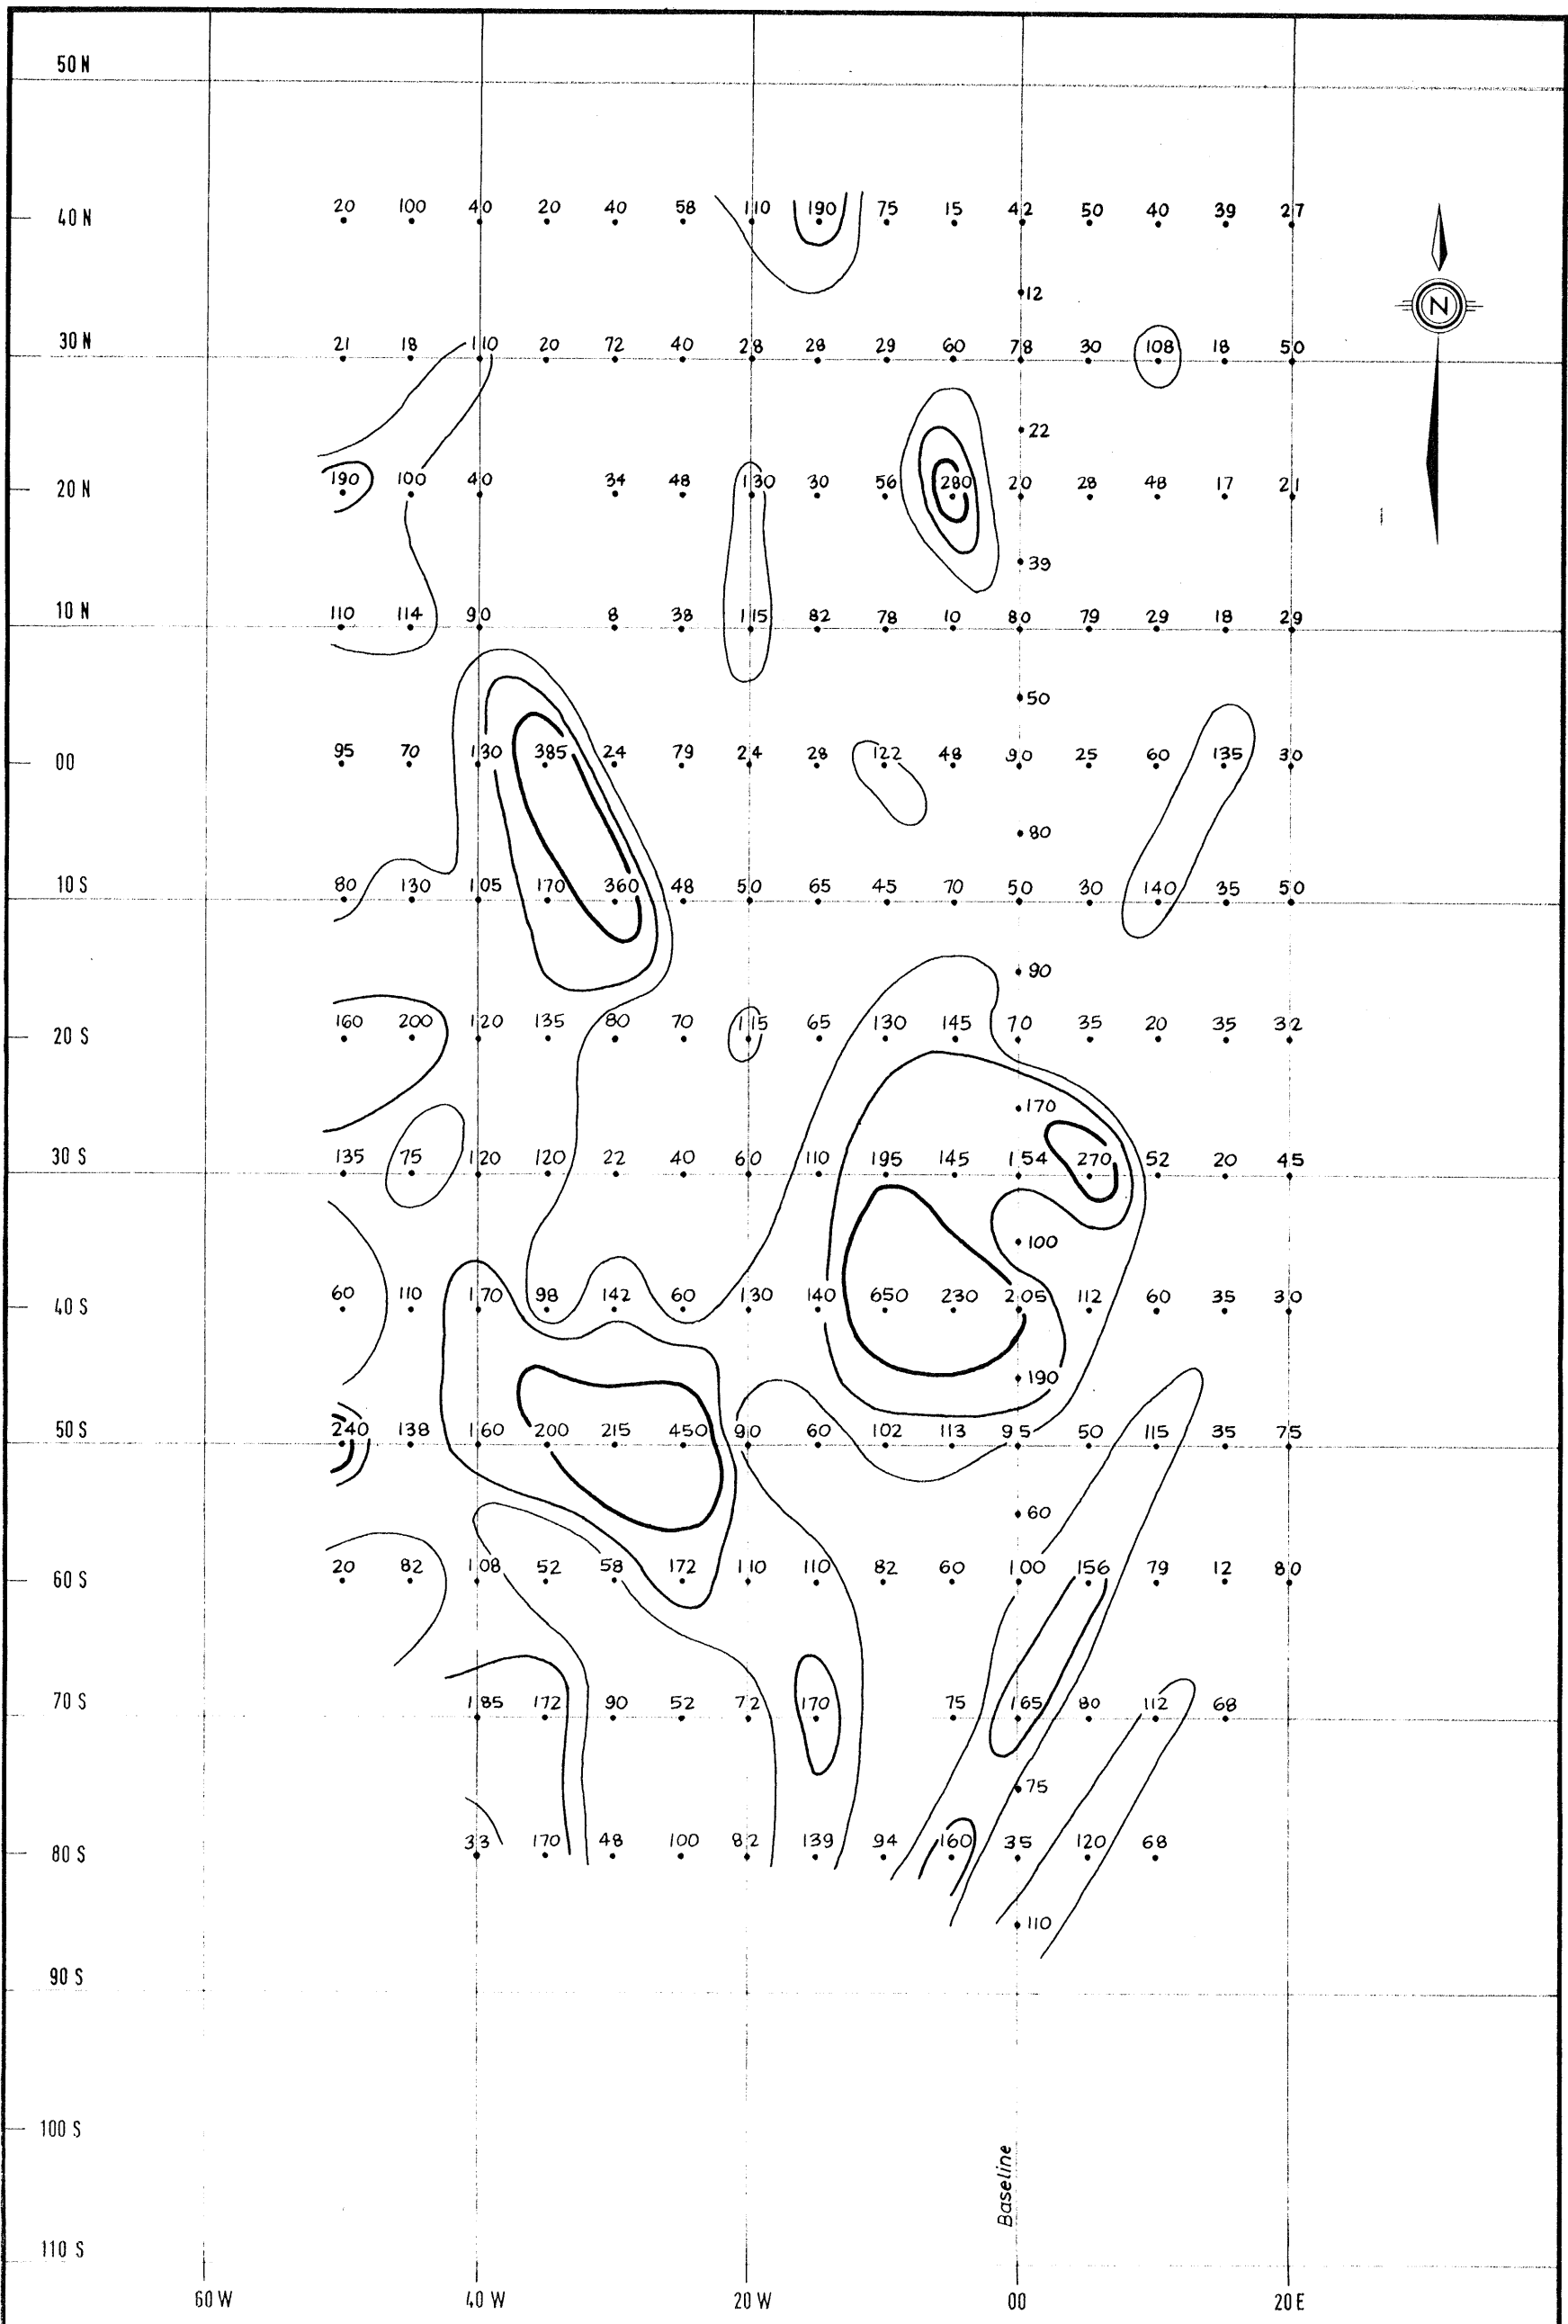 50 N
40 N 20 100 40 20 40 58 110 190 75 15 42 50 40 39 27
12
N
30 N 21 18 110 20 72 40 28 28 29 60 78 30 108 18 50
22
20 N 190 100 40 34 48 130 30 56 280 20 28 48 17 21
39
10 N 110 114 90 8 38 115 82 78 10 80 79 29 18 29
50
00 95 70 130 385 24 79 24 28 122 48 90 25 60 135 30
80
10 S 80 130 105 170 360 48 50 65 45 70 50 30 140 35 50
90
20 S 160 200 120 135 80 70 115 65 130 145 70 35 20 35 32
170
30 S 135 75 120 120 22 40 60 110 195 145 154 270 52 20 45
100
40 S 60 110 170 98 142 60 130 140 650 230 205 112 60 35 30
190
50 S 240 138 160 200 215 450 90 60 102 113 95 50 115 35 75
60
60 S 20 82 108 52 58 172 110 110 82 60 100 156 79 12 80
70 S 185 172 90 52 72 170 75 165 80 112 68
75
80 S 33 170 48 100 82 139 94 160 35 120 68
110
90 S
100 S
Baseline
110 S
60 W 40 W 20 W 00 20 E